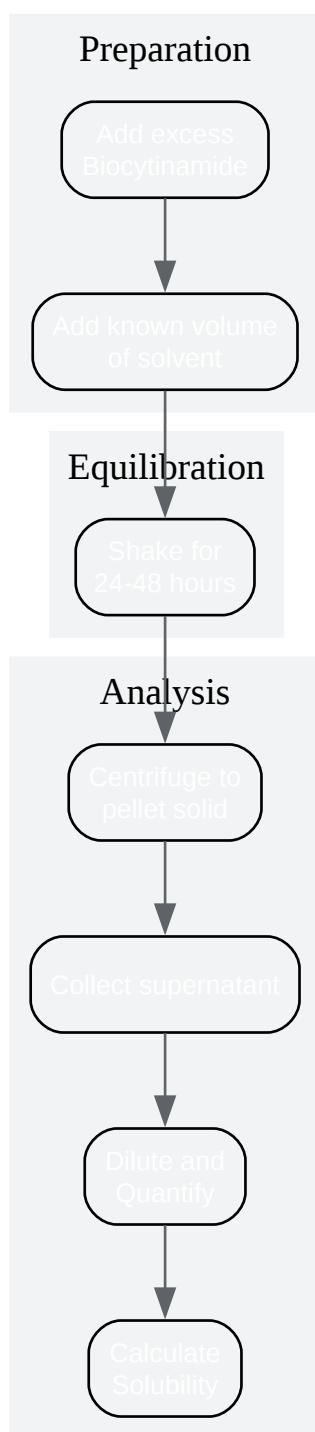 Preparation
Add excess
Biocytinamide
Add known volume
of solvent
Equilibration
Shake for
24-48 hours
Analysis
Centrifuge to
pellet solid
Collect supernatant
Dilute and
Quantify
Calculate
Solubility